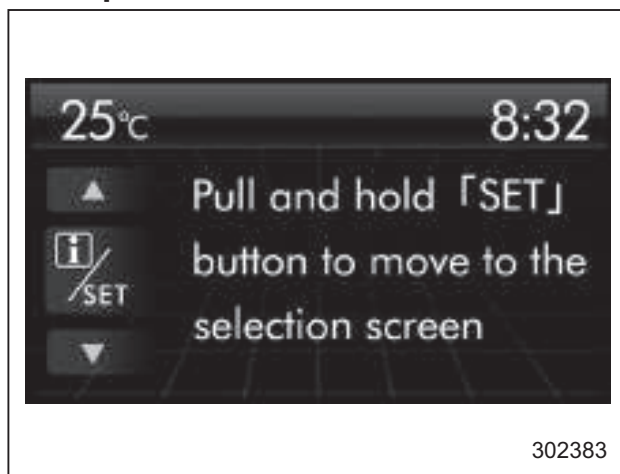 25°C 8:32
▲
i/SET
▼
Pull and hold「SET」
button to move to the
selection screen
302383